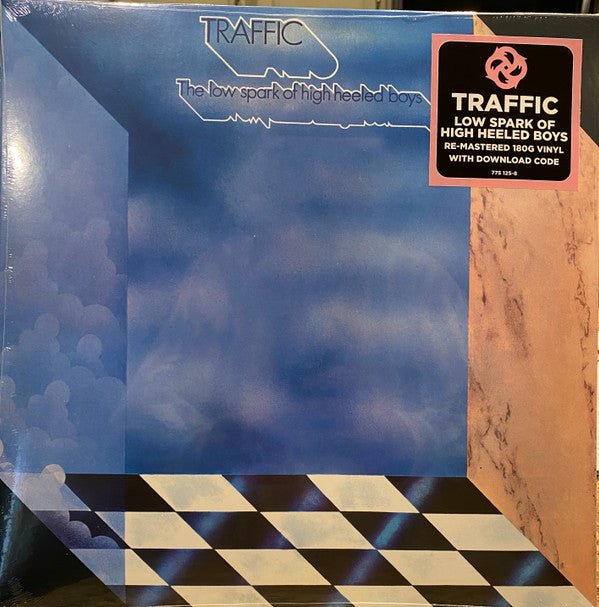 TRAFFIC
The low spark of high heeled boys
TRAFFIC
LOW SPARK OF
HIGH HEELED BOYS
RE-MASTERED 180G VINYL
WITH DOWNLOAD CODE
775 125-8